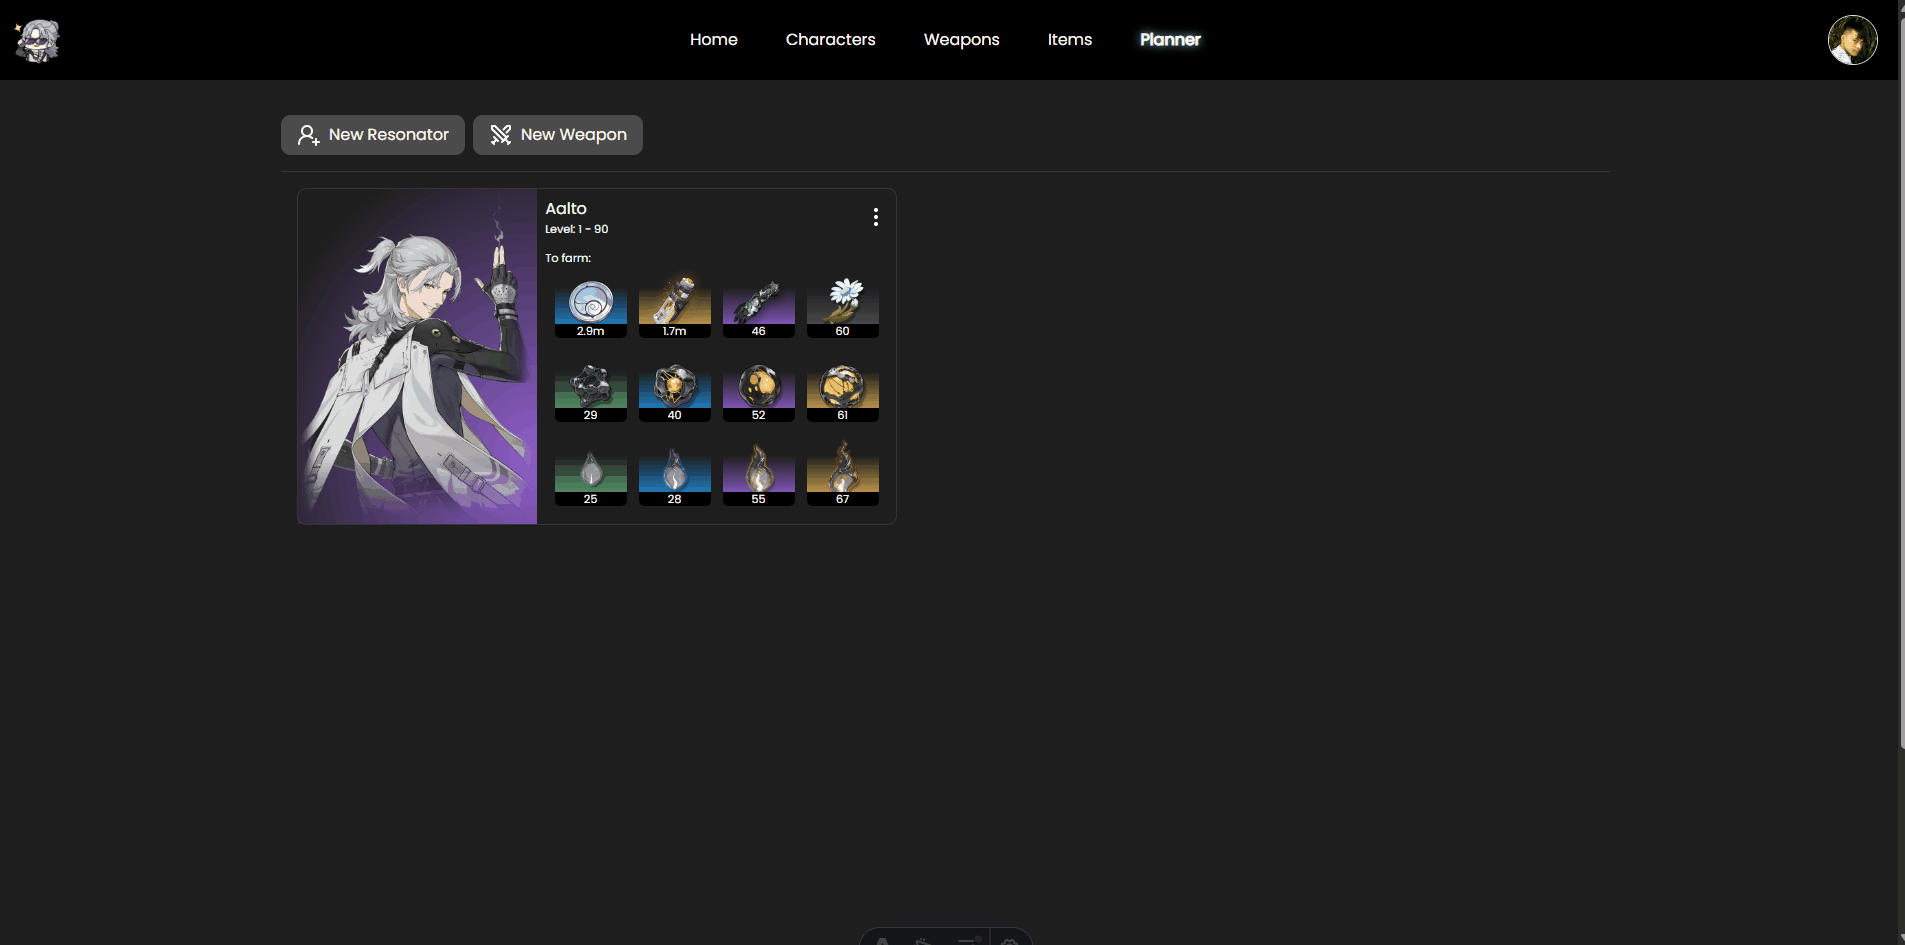 Home Characters Weapons Items Planner
New Resonator New Weapon
Aalto
Level: 1 - 90
To farm:
2.9m 1.7m 46 60
29 40 52 61
25 28 55 67